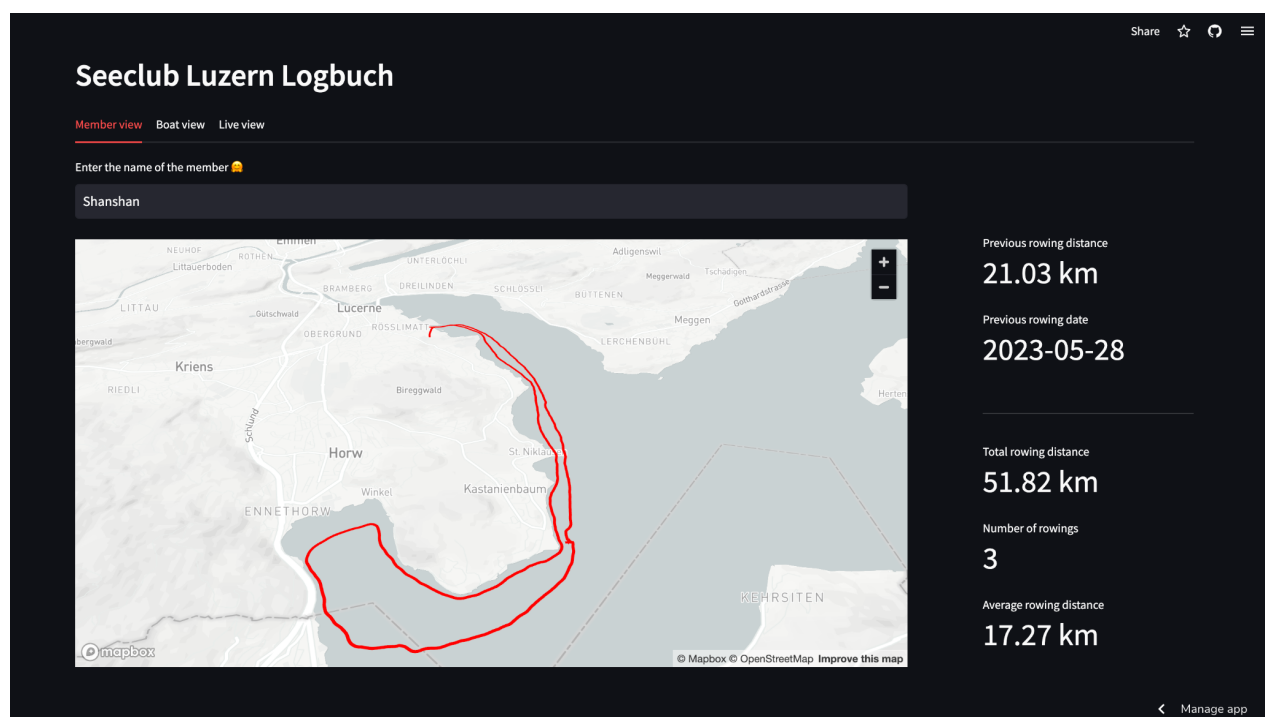 Share
Seeclub Luzern Logbuch
Member view Boat view Live view
Enter the name of the member 🤗
Shanshan
NEUHOF
ROTHEN
Emmen
UNTERLÖCHLI
Adligenswil
Littauerboden
Meggerwald
Tschädigen
BRAMBERG
DREILINDEN
SCHLÖSSLI
BÜTTENEN
Gotthardstrasse
LITTAU
Gütschwald
Lucerne
Meggen
OBERGRUND
RÖSSLIMATT
LERCHENBÜHL
Kriens
RIEDLI
Bireggwald
Herten
Schlund
Horw
St. Niklausen
Winkel
Kastanienbaum
ENNETHORW
KEHRSITEN
mapbox
© Mapbox © OpenStreetMap Improve this map
Previous rowing distance
21.03 km
Previous rowing date
2023-05-28
Total rowing distance
51.82 km
Number of rowings
3
Average rowing distance
17.27 km
Manage app